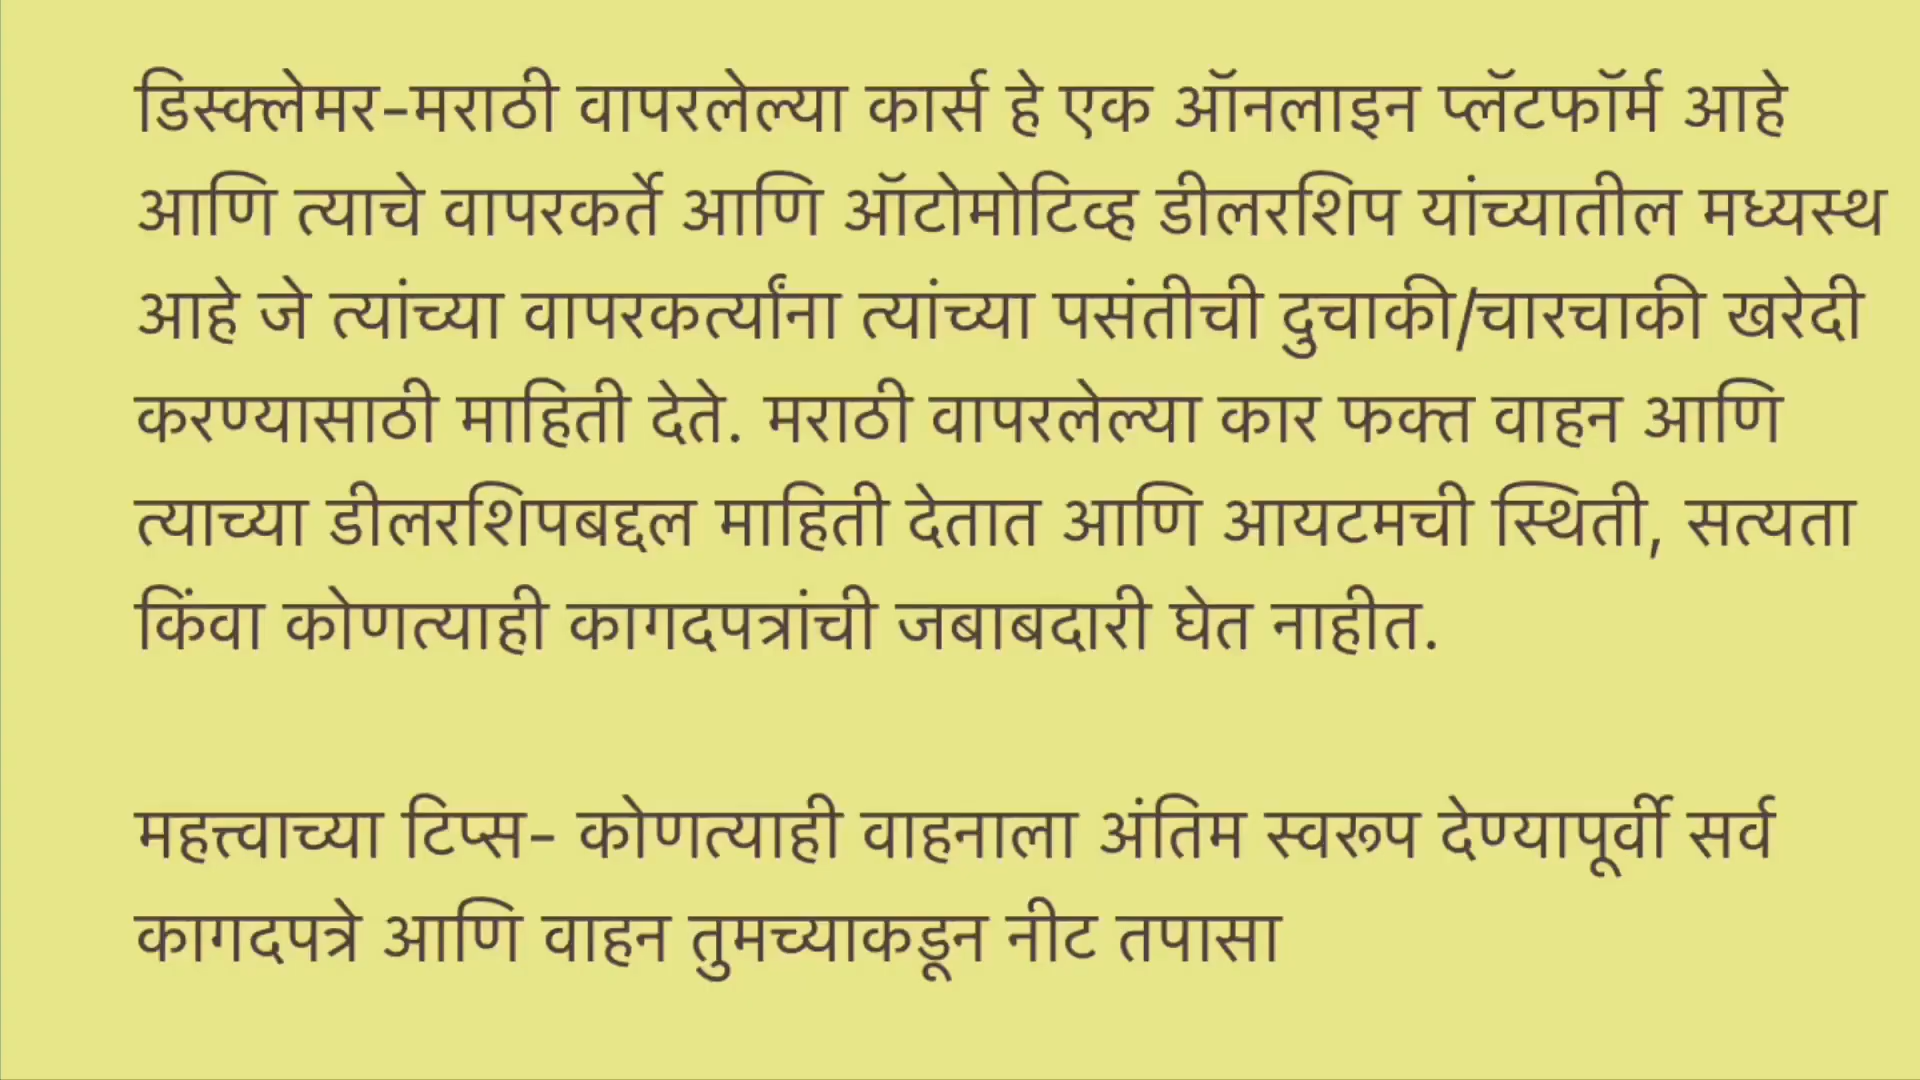 डिस्क्लेमर-मराठी वापरलेल्या कार्स हे एक ऑनलाइन प्लॅटफॉर्म आहे
आणि त्याचे वापरकर्ते आणि ऑटोमोटिव्ह डीलरशिप यांच्यातील मध्यस्थ
आहे जे त्यांच्या वापरकर्त्यांना त्यांच्या पसंतीची दुचाकी/चारचाकी खरेदी
करण्यासाठी माहिती देते. मराठी वापरलेल्या कार फक्त वाहन आणि
त्याच्या डीलरशिपबद्दल माहिती देतात आणि आयटमची स्थिती, सत्यता
किंवा कोणत्याही कागदपत्रांची जबाबदारी घेत नाहीत.
महत्त्वाच्या टिप्स- कोणत्याही वाहनाला अंतिम स्वरूप देण्यापूर्वी सर्व
कागदपत्रे आणि वाहन तुमच्याकडून नीट तपासा